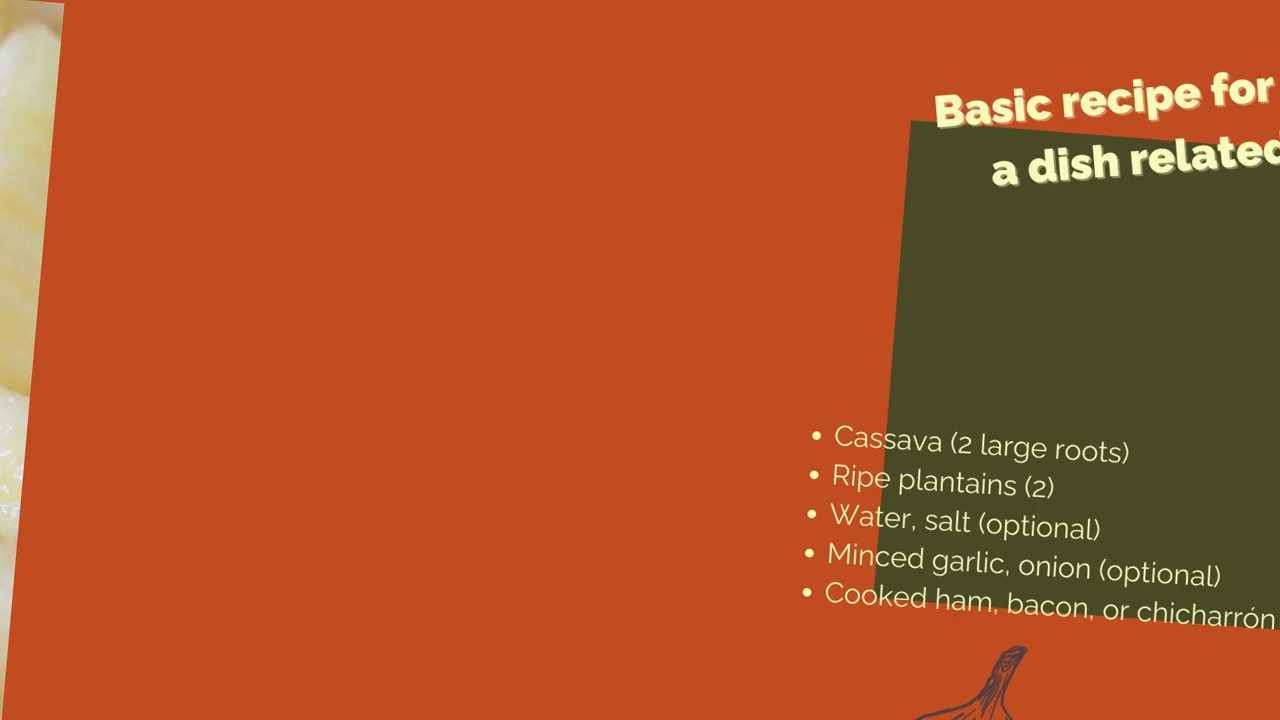 Basic recipe for
a dish related
• Cassava (2 large roots)
• Ripe plantains (2)
• Water, salt (optional)
• Minced garlic, onion (optional)
• Cooked ham, bacon, or chicharrón